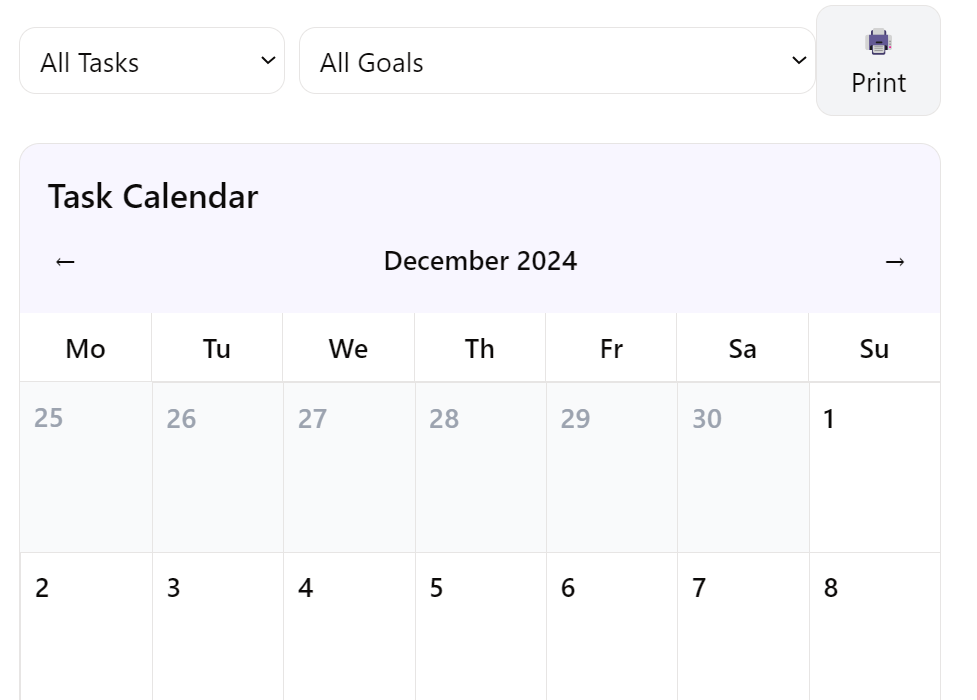 All Tasks
All Goals
Print
Task Calendar
← December 2024 →
Mo Tu We Th Fr Sa Su
25 26 27 28 29 30 1
2 3 4 5 6 7 8